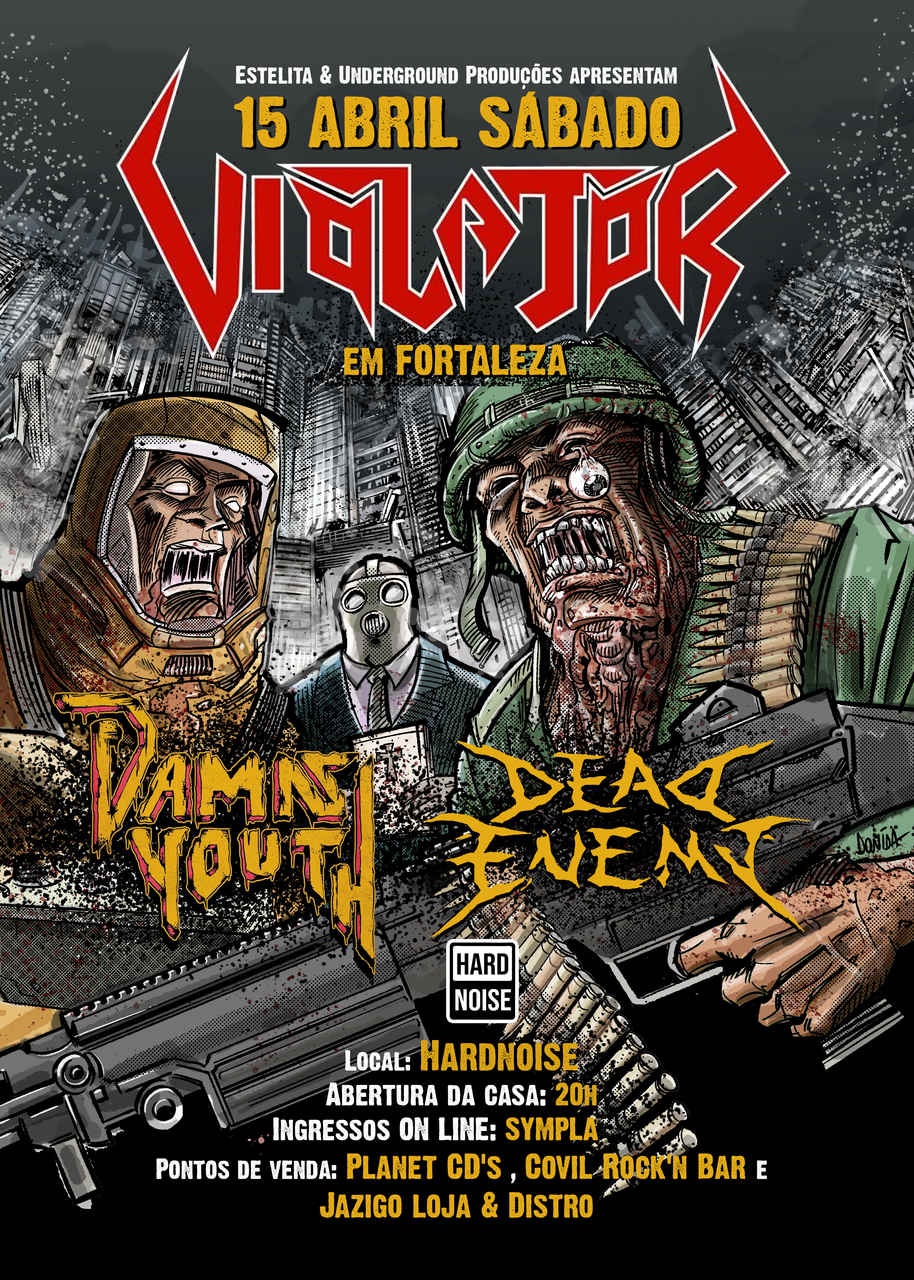 Estelita & Underground Produções apresentam
15 Abril Sábado
Violator
em Fortaleza
Damn Youth
Dead Enemy
Donida
HARD NOISE
Local: Hardnoise
Abertura da casa: 20h
Ingressos ON LINE: SYMPLA
Pontos de venda: Planet CD's , Covil Rock'n Bar e
Jazigo loja & Distro